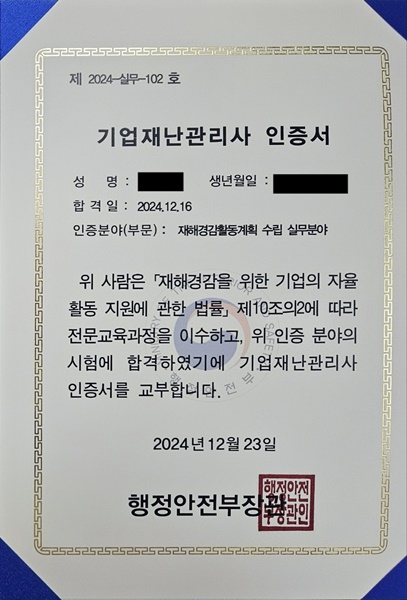 제 2024-실무-102 호
기업재난관리사 인증서
성 명 : 생년월일 :
합격일 : 2024.12.16
인증분야(부문) : 재해경감활동계획 수립 실무분야
위 사람은 「재해경감을 위한 기업의 자율
활동 지원에 관한 법률」 제10조의2에 따라
전문교육과정을 이수하고, 위 인증 분야의
시험에 합격하였기에 기업재난관리사
인증서를 교부합니다.
행정안전부
2024년 12월 23일
행정안전부장관
행정안전
부장관인